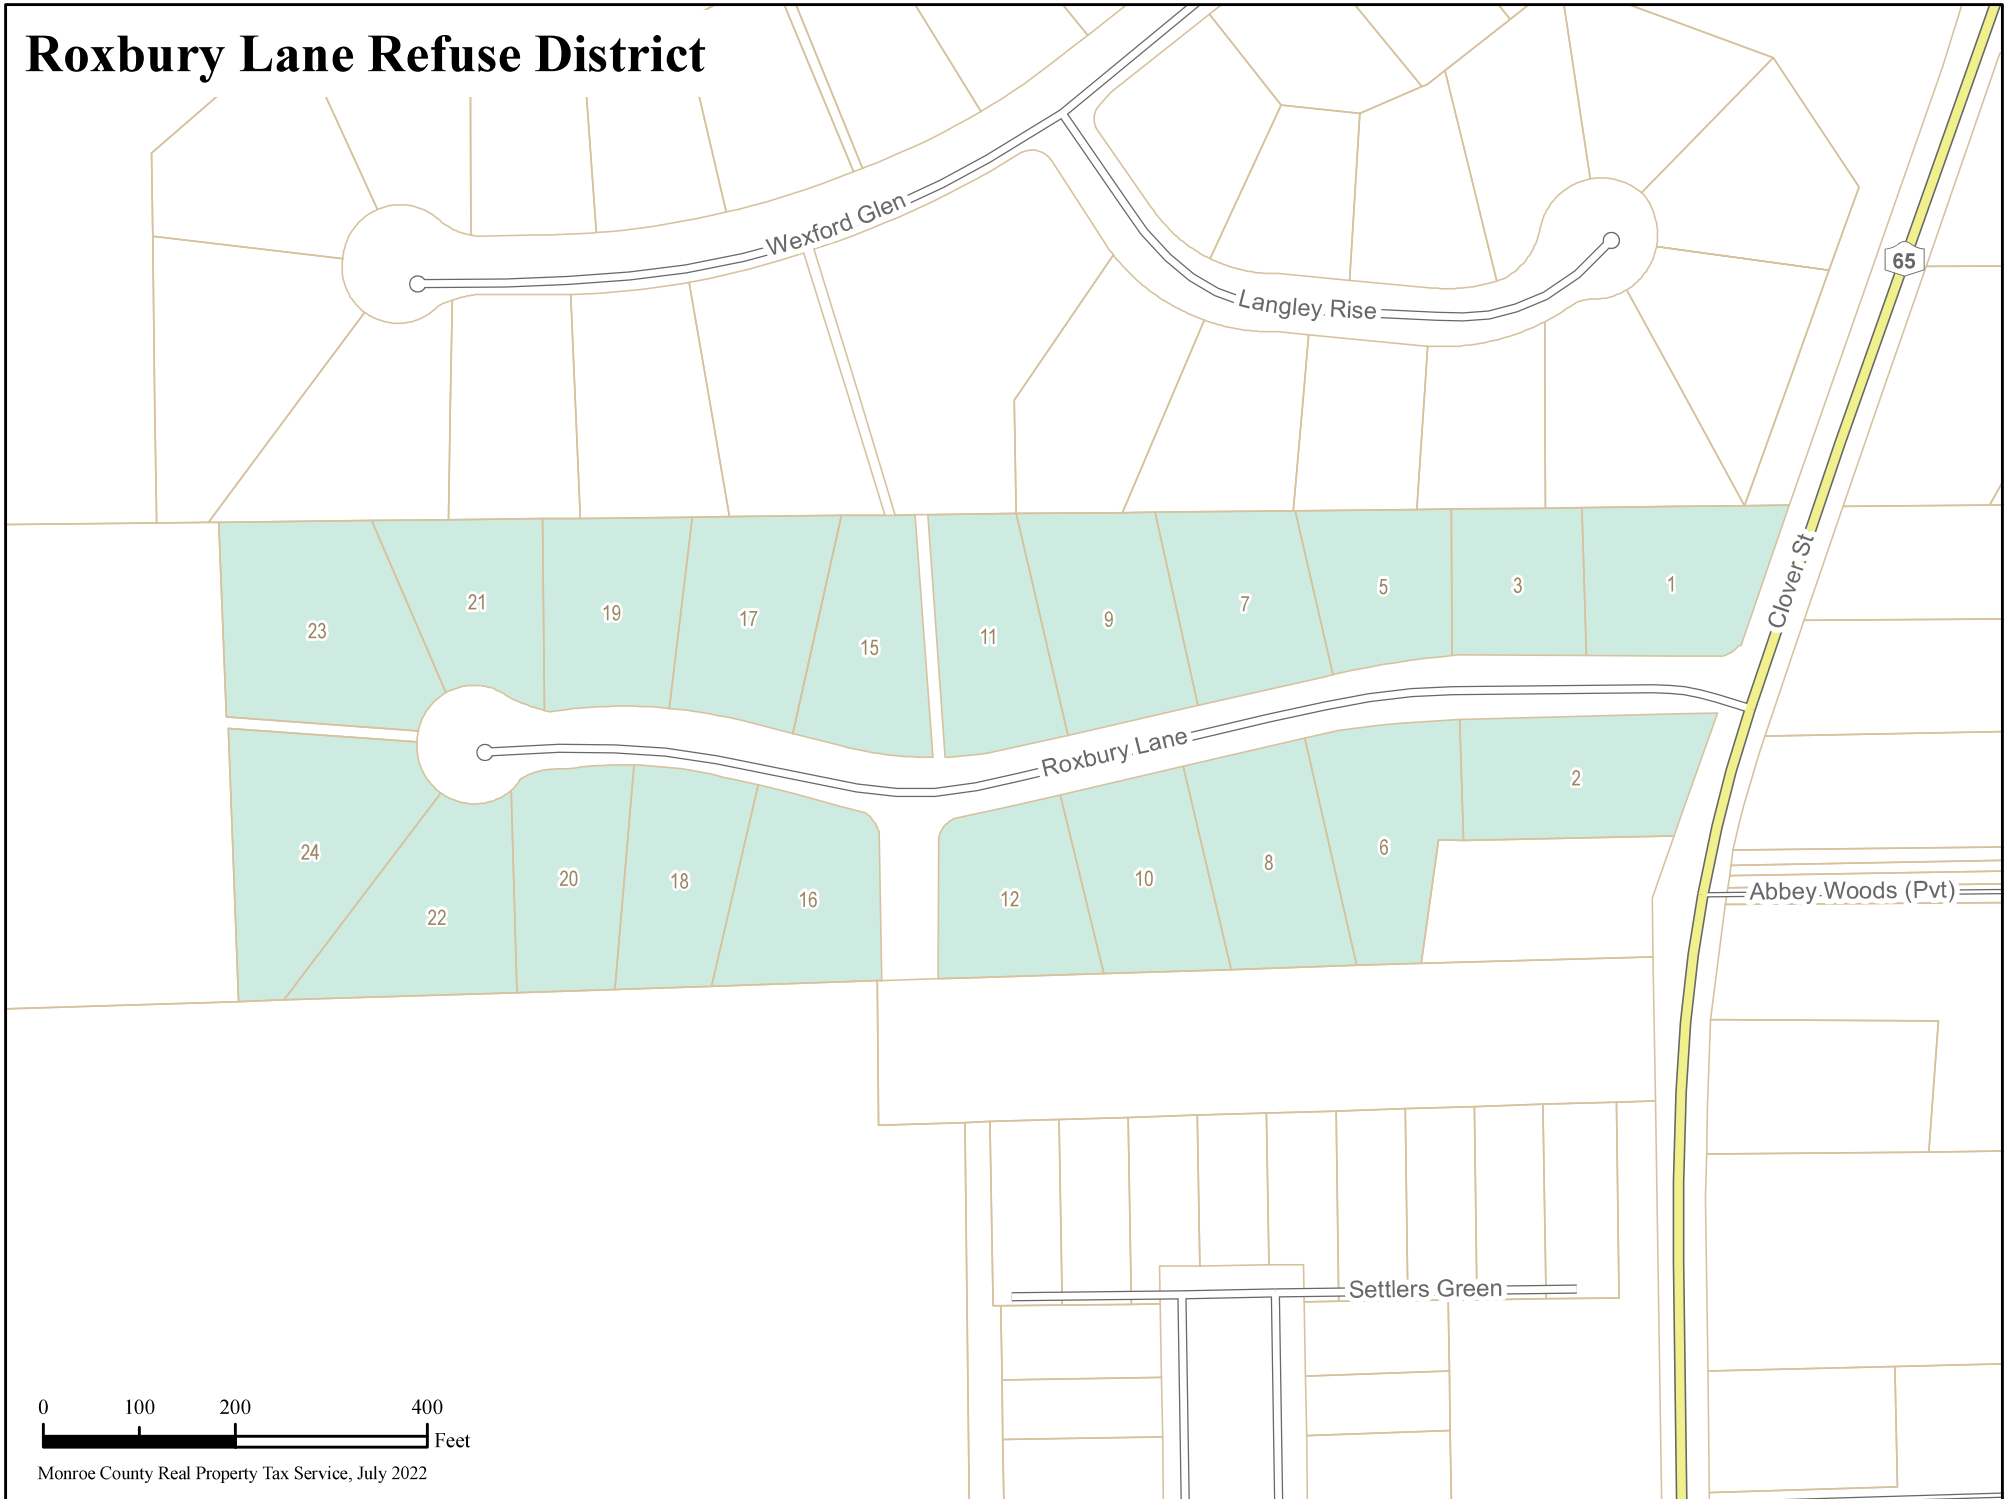 Roxbury Lane Refuse District
Wexford Glen
Langley Rise
65
Clover St
23
21
19
17
15
11
9
7
5
3
1
Roxbury Lane
24
22
20
18
16
12
10
8
6
2
Abbey Woods (Pvt)
Settlers Green
0 100 200 400
Feet
Monroe County Real Property Tax Service, July 2022